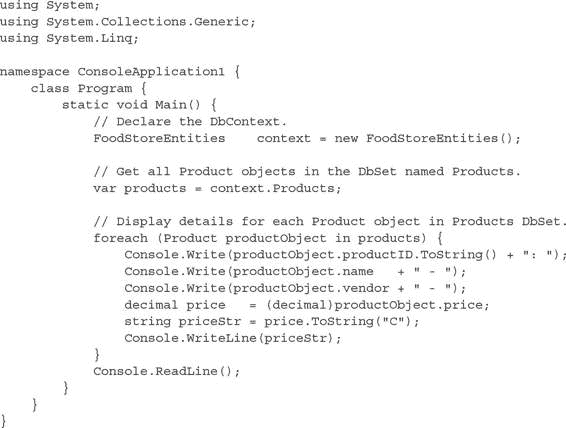 using System;
using System.Collections.Generic;
using System.Linq;

namespace ConsoleApplication1 {
    class Program {
        static void Main() {
            // Declare the DbContext.
            FoodStoreEntities    context = new FoodStoreEntities();

            // Get all Product objects in the DbSet named Products.
            var products = context.Products;

            // Display details for each Product object in Products DbSet.
            foreach (Product productObject in products) {
                Console.Write(productObject.productID.ToString() + ": ");
                Console.Write(productObject.name   + " - ");
                Console.Write(productObject.vendor + " - ");
                decimal price   = (decimal)productObject.price;
                string priceStr = price.ToString("C");
                Console.WriteLine(priceStr);
            }
            Console.ReadLine();
        }
    }
}